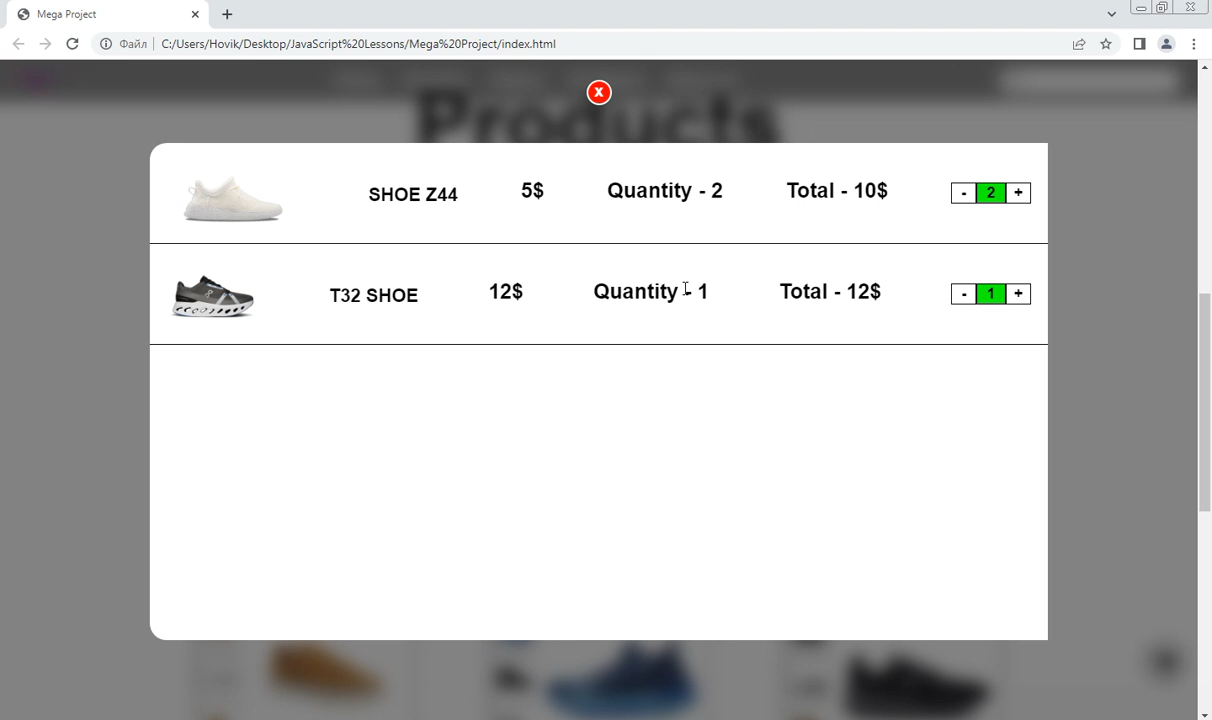 Mega Project
Файл C:/Users/Hovik/Desktop/JavaScript%20Lessons/Mega%20Project/index.html
X
Products
SHOE Z44 5$ Quantity - 2 Total - 10$ - 2 +
T32 SHOE 12$ Quantity - 1 Total - 12$ - 1 +